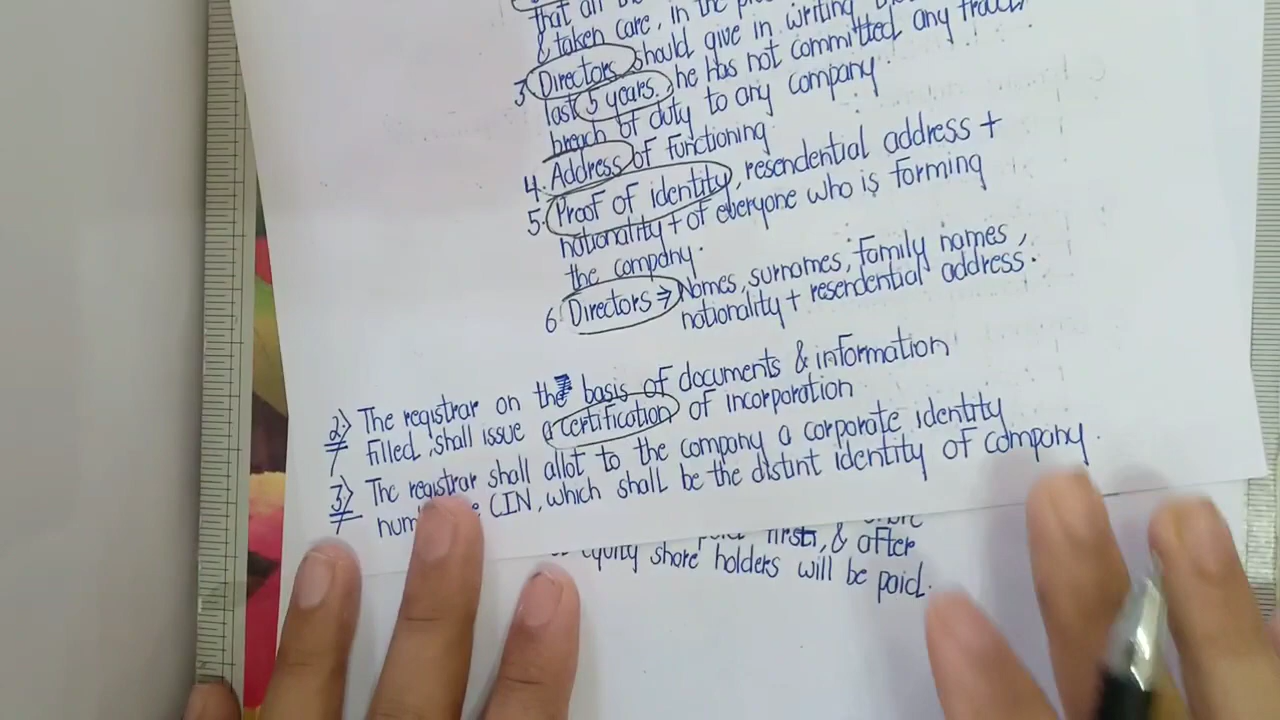 that all the
& taken care, in the
3 Directors should give in writing
last 5 years he has not committed any fraud,
breach of duty to any company.
4. Address of functioning
5. Proof of identity, resendential address +
nationality + of everyone who is forming
the company.
6. Directors ⇒ Names, surnames, family names,
nationality + resendential address.
2) The registrar on the basis of documents & information
filled, shall issue a certification of incorporation
3) The registrar shall allot to the company a corporate identity
CIN, which shall be the distint identity of company.
first, & after
equity share holders will be paid.